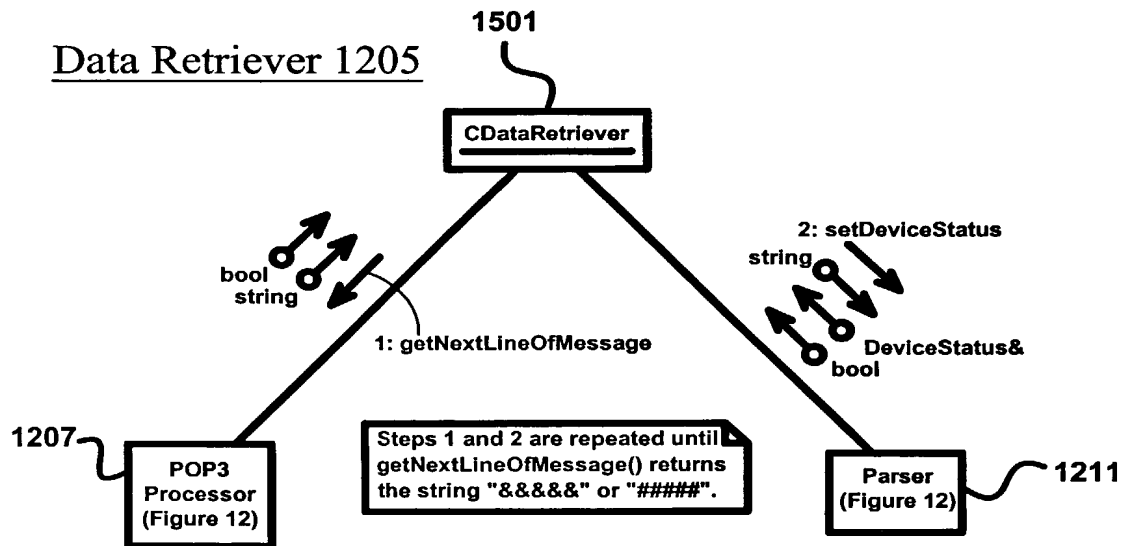 1501
Data Retriever 1205
CDataRetriever
2: setDeviceStatus
string
bool
string
1: getNextLineOfMessage
DeviceStatus&
bool
1207
POP3
Processor
(Figure 12)
Steps 1 and 2 are repeated until
getNextLineOfMessage() returns
the string "&&&&&" or "#####".
Parser
(Figure 12)
1211